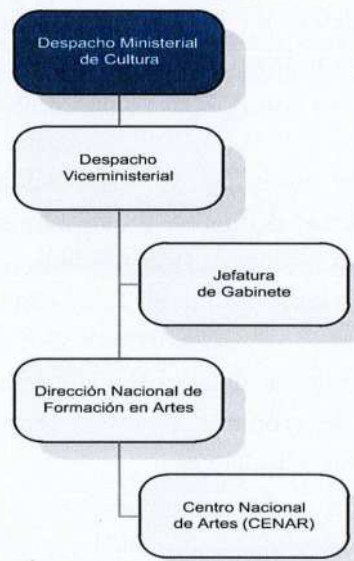 Despacho Ministerial
de Cultura
Despacho
Viceministerial
Jefatura
de Gabinete
Dirección Nacional de
Formación en Artes
Centro Nacional
de Artes (CENAR)